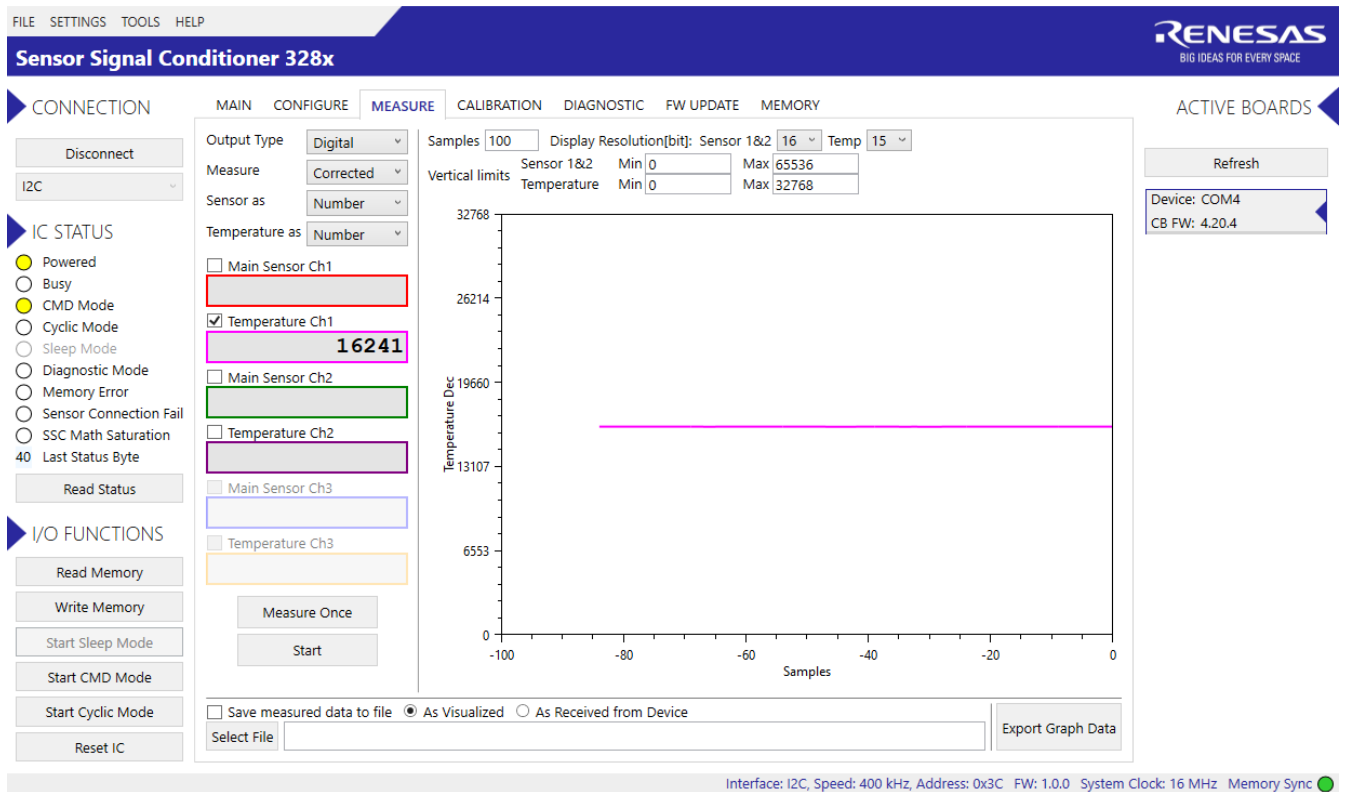 FILE SETTINGS TOOLS HELP
Sensor Signal Conditioner 328x
RENESAS
BIG IDEAS FOR EVERY SPACE
CONNECTION
Disconnect
I2C
IC STATUS
Powered
Busy
CMD Mode
Cyclic Mode
Sleep Mode
Diagnostic Mode
Memory Error
Sensor Connection Fail
SSC Math Saturation
40 Last Status Byte
Read Status
I/O FUNCTIONS
Read Memory
Write Memory
Start Sleep Mode
Start CMD Mode
Start Cyclic Mode
Reset IC
MAIN CONFIGURE MEASURE CALIBRATION DIAGNOSTIC FW UPDATE MEMORY
Output Type Digital
Measure Corrected
Sensor as Number
Temperature as Number
Main Sensor Ch1
Temperature Ch1
16241
Main Sensor Ch2
Temperature Ch2
Main Sensor Ch3
Temperature Ch3
Measure Once
Start
Samples 100 Display Resolution[bit]: Sensor 1&2 16 Temp 15
Vertical limits
Sensor 1&2 Min 0 Max 65536
Temperature Min 0 Max 32768
32768
26214
19660
13107
6553
0
Temperature Dec
-100 -80 -60 -40 -20 0
Samples
Save measured data to file As Visualized As Received from Device
Select File
Export Graph Data
ACTIVE BOARDS
Refresh
Device: COM4
CB FW: 4.20.4
Interface: I2C, Speed: 400 kHz, Address: 0x3C FW: 1.0.0 System Clock: 16 MHz Memory Sync